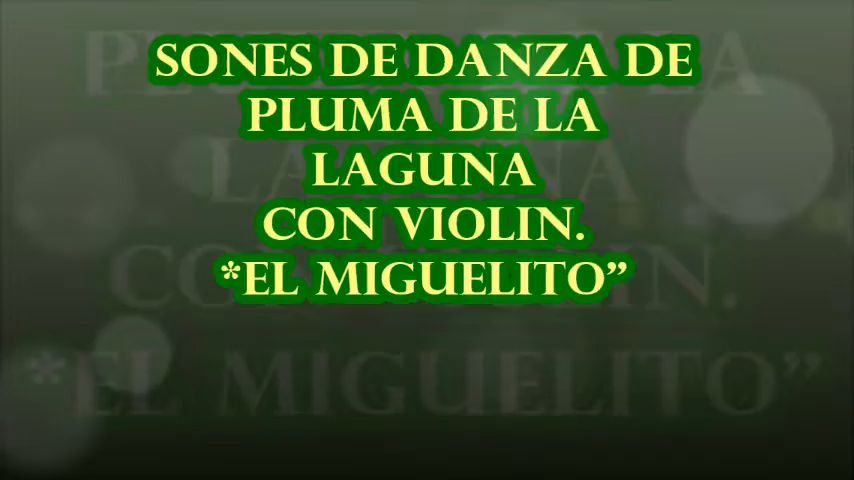 SONES DE DANZA DE
PLUMA DE LA
LAGUNA
CON VIOLIN.
*EL MIGUELITO”